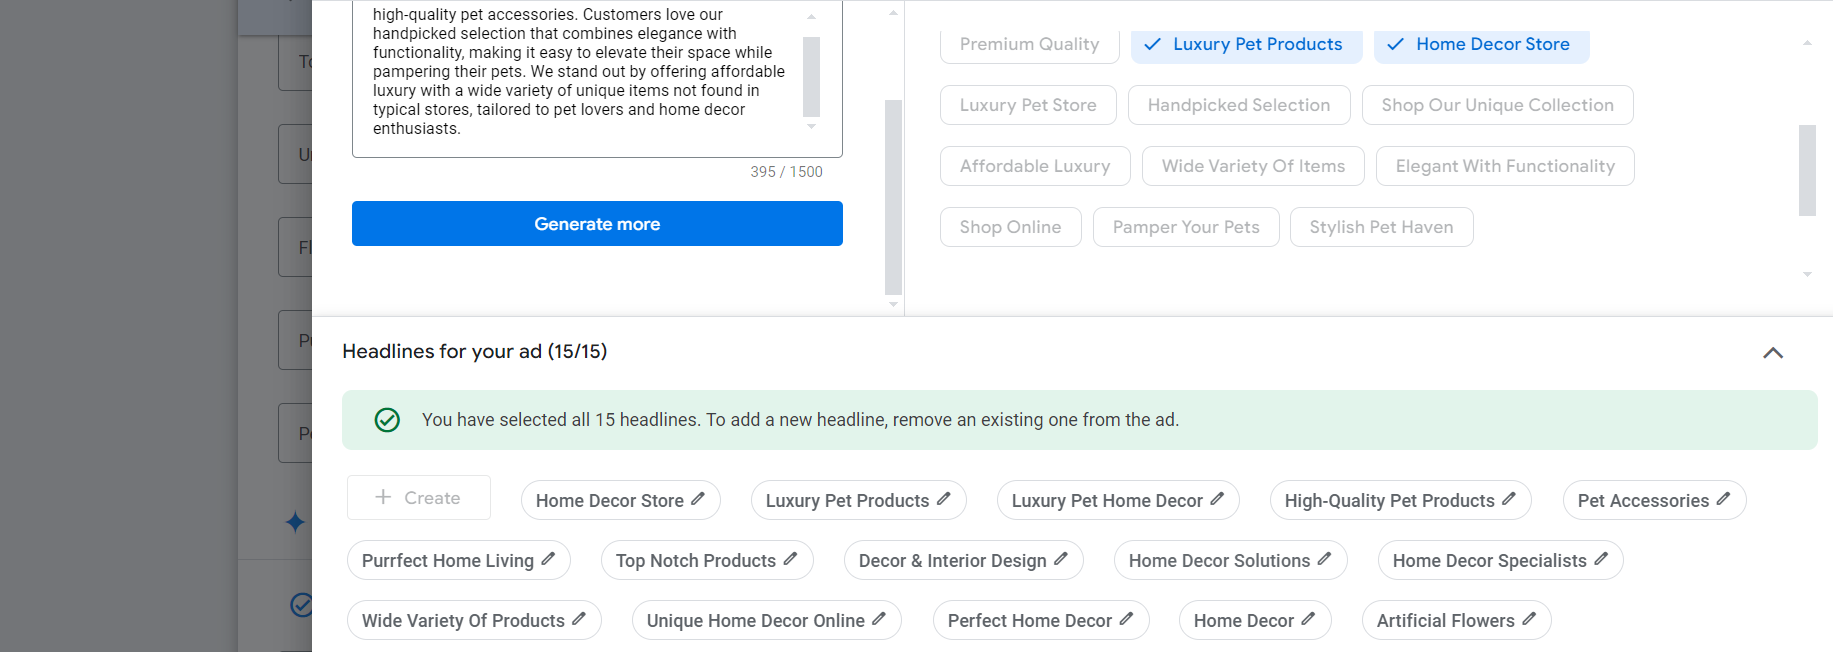 high-quality pet accessories. Customers love our
handpicked selection that combines elegance with
functionality, making it easy to elevate their space while
pampering their pets. We stand out by offering affordable
luxury with a wide variety of unique items not found in
typical stores, tailored to pet lovers and home decor
enthusiasts.
395 / 1500
Generate more
Premium Quality Luxury Pet Products Home Decor Store
Luxury Pet Store Handpicked Selection Shop Our Unique Collection
Affordable Luxury Wide Variety Of Items Elegant With Functionality
Shop Online Pamper Your Pets Stylish Pet Haven
Headlines for your ad (15/15)
You have selected all 15 headlines. To add a new headline, remove an existing one from the ad.
+ Create Home Decor Store Luxury Pet Products Luxury Pet Home Decor High-Quality Pet Products Pet Accessories
Purrfect Home Living Top Notch Products Decor & Interior Design Home Decor Solutions Home Decor Specialists
Wide Variety Of Products Unique Home Decor Online Perfect Home Decor Home Decor Artificial Flowers